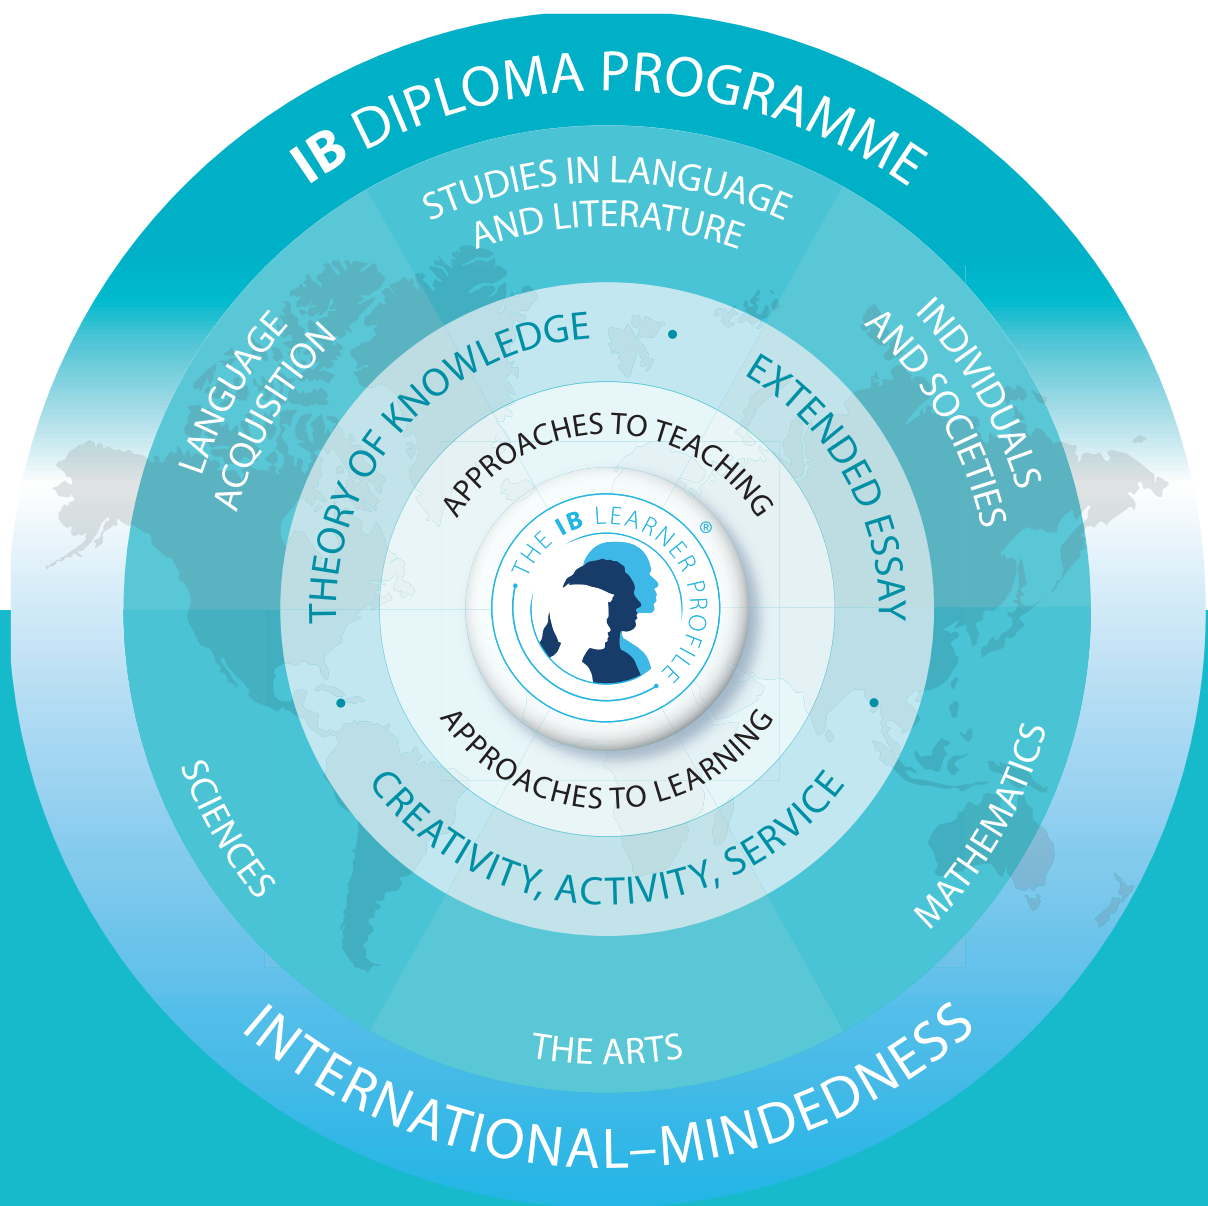 IB DIPLOMA PROGRAMME
STUDIES IN LANGUAGE
AND LITERATURE
LANGUAGE
ACQUISITION
INDIVIDUALS
AND SOCIETIES
THEORY OF KNOWLEDGE
EXTENDED ESSAY
APPROACHES TO TEACHING
THE IB LEARNER PROFILE
®
APPROACHES TO LEARNING
CREATIVITY, ACTIVITY, SERVICE
SCIENCES
MATHEMATICS
THE ARTS
INTERNATIONAL–MINDEDNESS